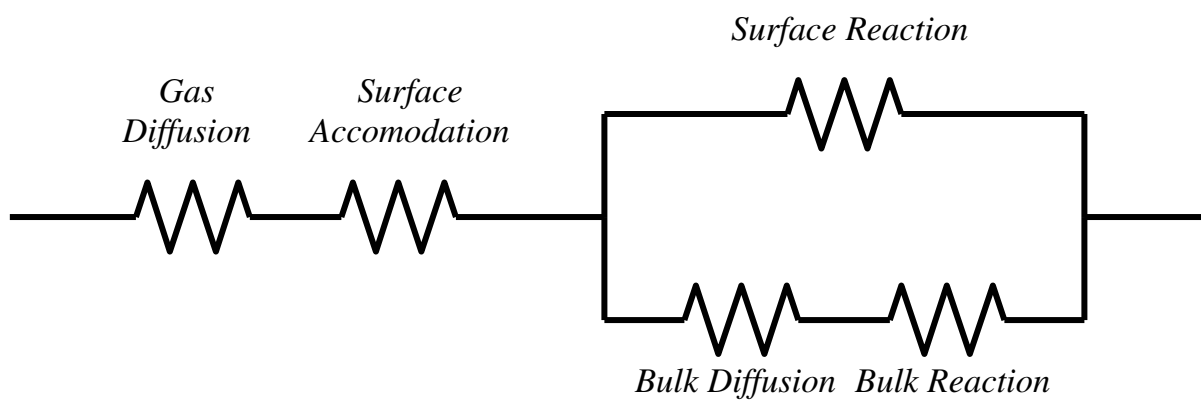 Surface Reaction
Gas
Diffusion
Surface
Accomodation
Bulk Diffusion
Bulk Reaction